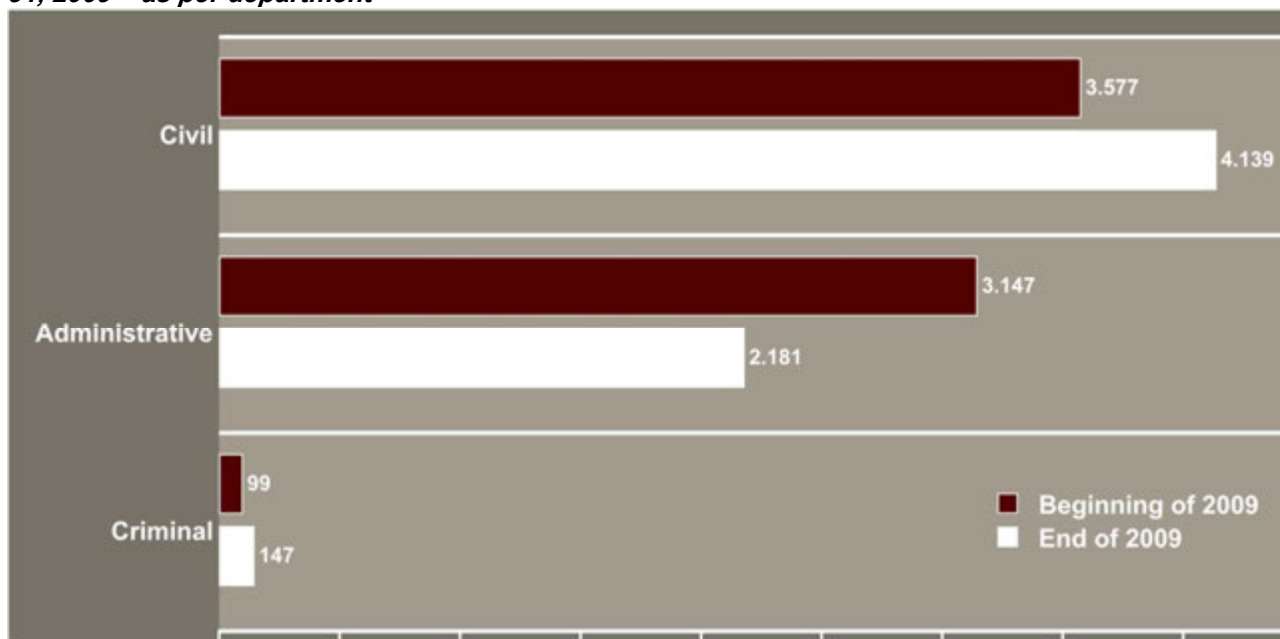 3.577
Civil
4.139
3.147
Administrative
2.181
99
Criminal
147
Beginning of 2009
End of 2009